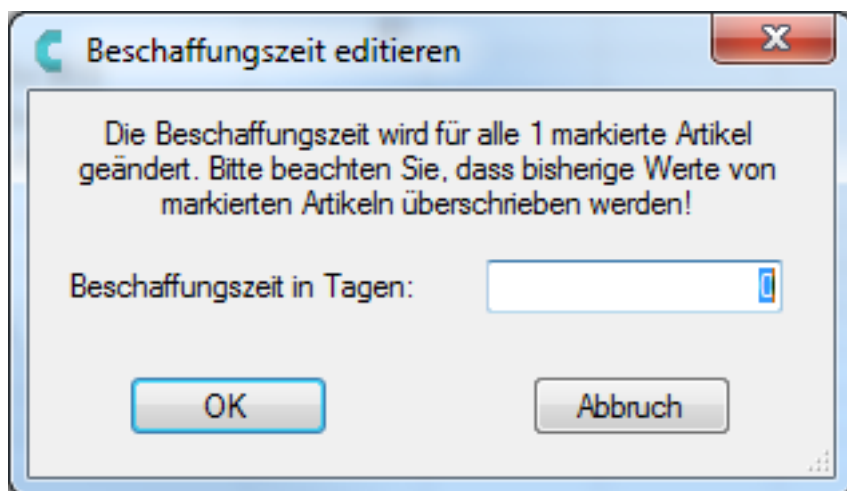 Beschaffungszeit editieren
Die Beschaffungszeit wird für alle 1 markierte Artikel
geändert. Bitte beachten Sie, dass bisherige Werte von
markierten Artikeln überschrieben werden!
Beschaffungszeit in Tagen: 0
OK Abbruch